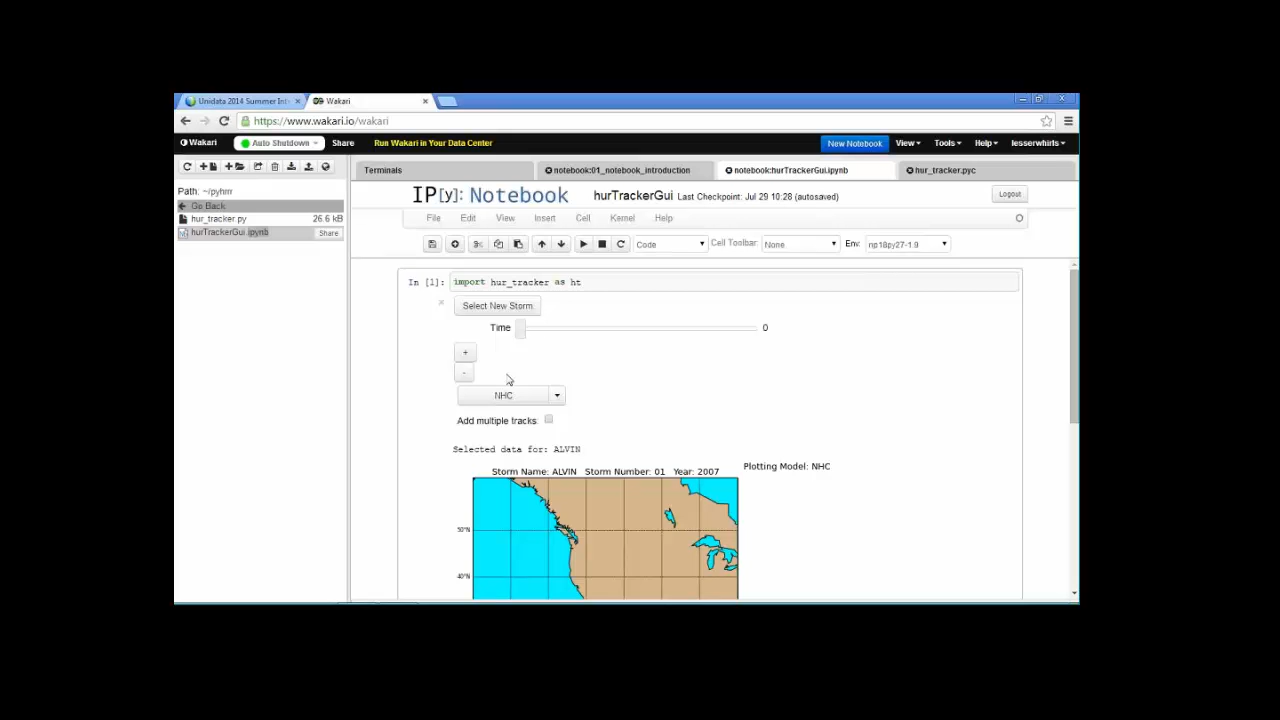 Unidata 2014 Summer Int
Wakari
https://www.wakari.io/wakari
Wakari
Auto Shutdown
Share
Run Wakari in Your Data Center
New Notebook
View
Tools
Help
lesserwhirls
Path: ~/pyhrrr
Go Back
hur_tracker.py 26.6 kB
hurTrackerGui.ipynb Share
Terminals
notebook:01_notebook_introduction
notebook:hurTrackerGui.ipynb
hur_tracker.pyc
IP[y]: Notebook
hurTrackerGui Last Checkpoint: Jul 29 10:28 (autosaved)
Logout
File Edit View Insert Cell Kernel Help
Code
Cell Toolbar:
None
Env:
np18py27-1.9
In [1]: import hur_tracker as ht
Select New Storm
Time 0
+
-
NHC
Add multiple tracks:
Selected data for: ALVIN
Storm Name: ALVIN Storm Number: 01 Year: 2007
Plotting Model: NHC
50°N
40°N